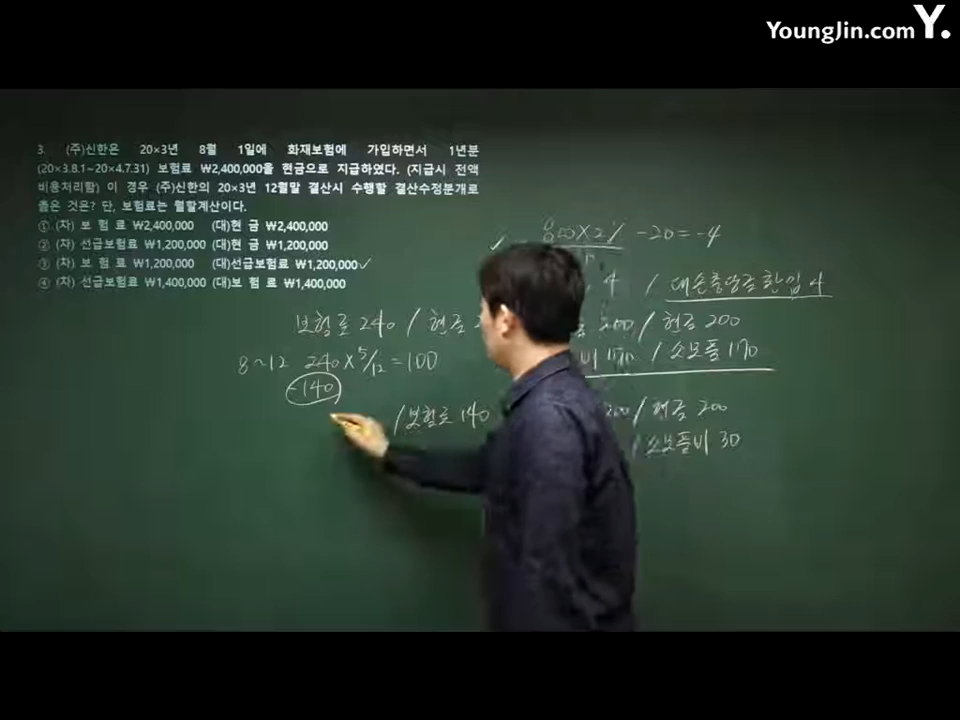 YoungJin.com Y.
3. (주)신한은 20×3년 8월 1일에 화재보험에 가입하면서 1년분
(20×3.8.1~20×4.7.31) 보험료 ₩2,400,000을 현금으로 지급하였다. (지급시 전액
비용처리함) 이 경우 (주)신한의 20×3년 12월말 결산시 수행할 결산수정분개로
옳은 것은? 단, 보험료는 월할계산이다.
① (차) 보 험 료 ₩2,400,000 (대)현 금 ₩2,400,000
② (차) 선급보험료 ₩1,200,000 (대)현 금 ₩1,200,000
③ (차) 보 험 료 ₩1,200,000 (대)선급보험료 ₩1,200,000 ✓
④ (차) 선급보험료 ₩1,400,000 (대)보 험 료 ₩1,400,000
보험료 240 / 현금
8~12 240×5/12=100
-140
/보험료 140
✓ 800×2% -20=-4
4 / 대손충당금환입 4
200/현금 200
비 170 /소모품 170
200/현금 200
/소모품비 30